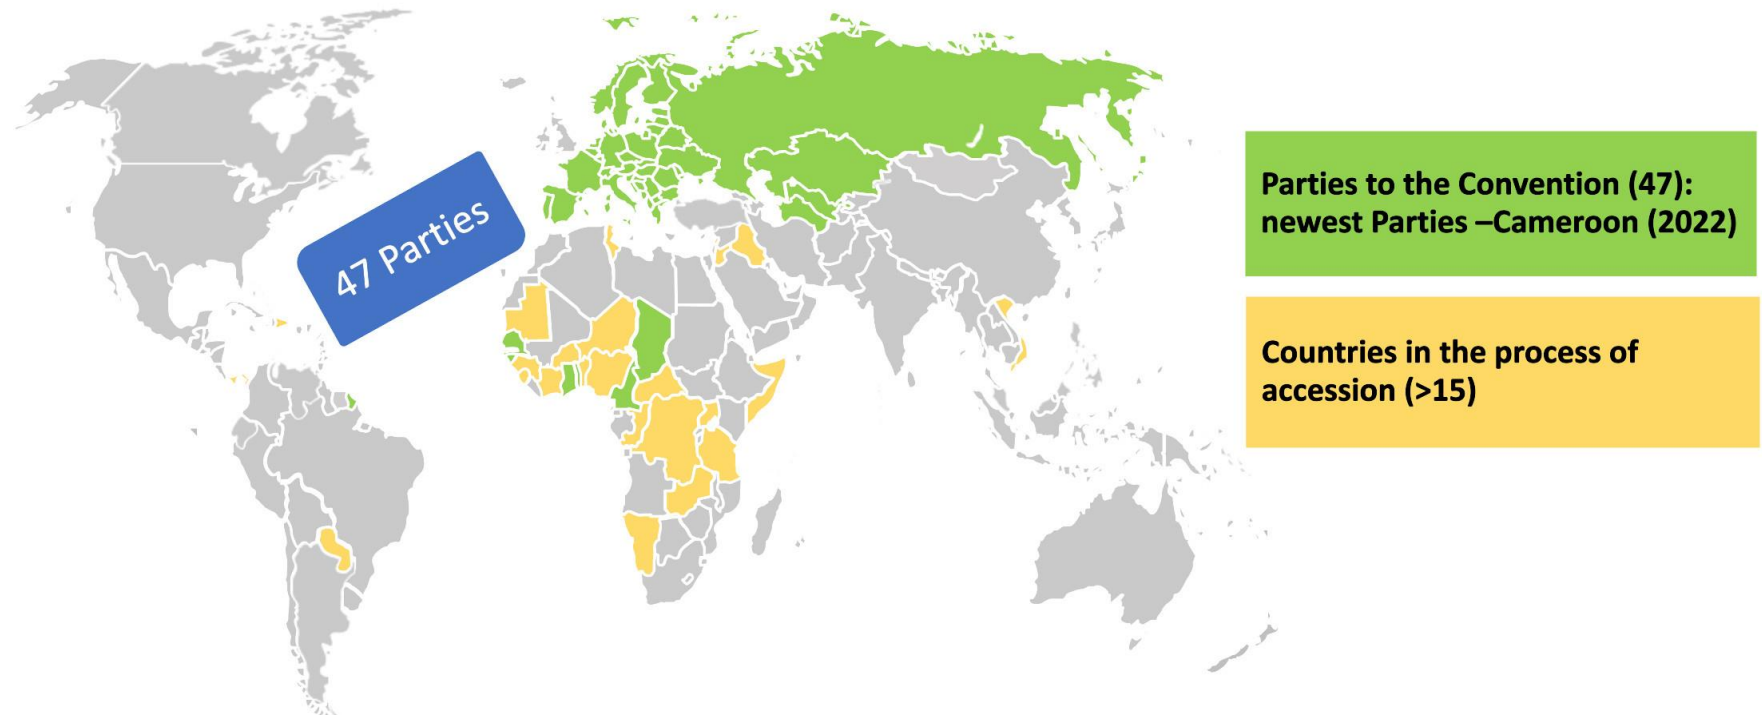 47 Parties
Parties to the Convention (47):
newest Parties –Cameroon (2022)
Countries in the process of
accession (>15)